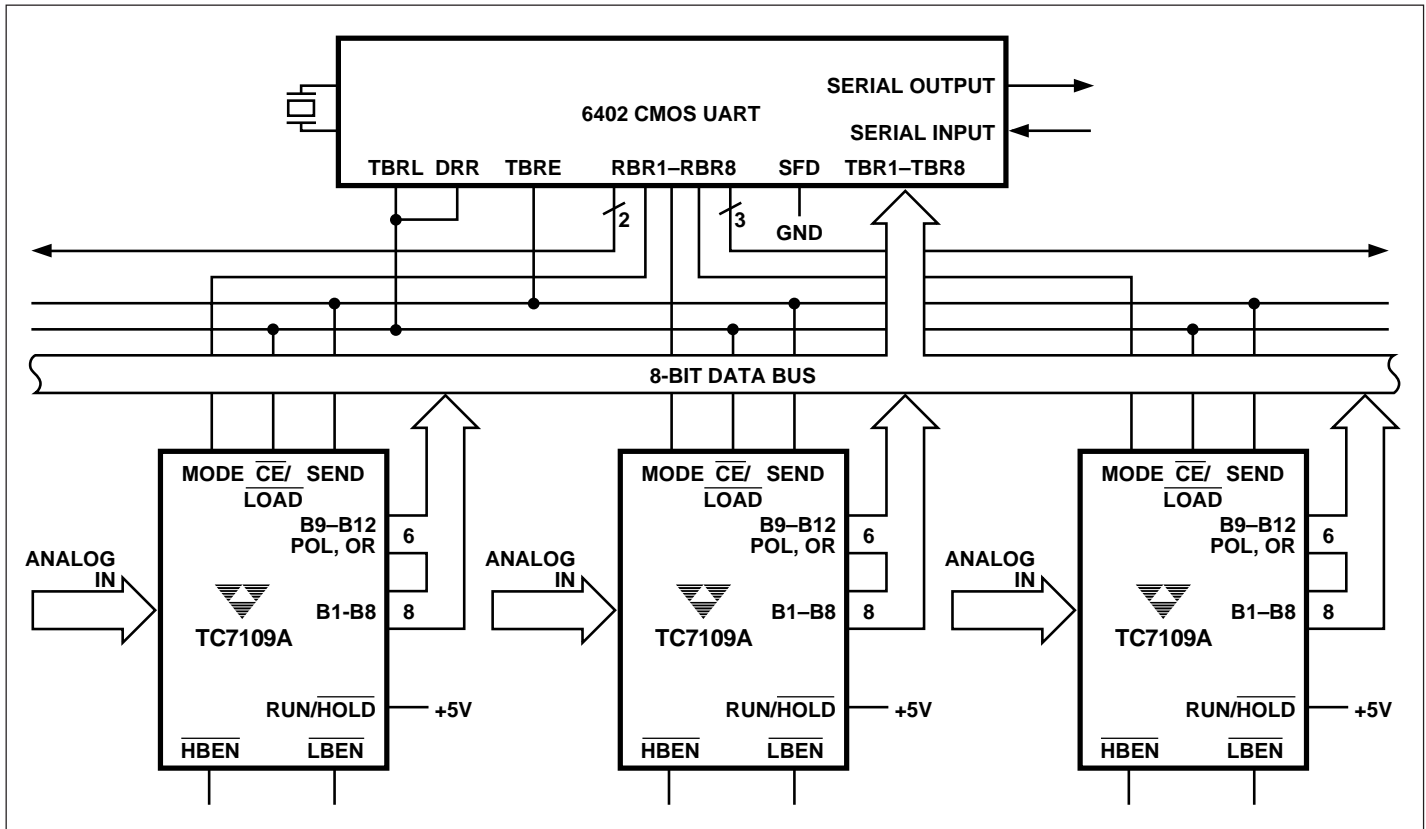 SERIAL OUTPUT
6402 CMOS UART
SERIAL INPUT
TBRL DRR TBRE RBR1–RBR8 SFD TBR1–TBR8
2 3
GND
8-BIT DATA BUS
MODE CE/ SEND
LOAD
B9–B12
POL, OR
6
ANALOG
IN
B1-B8 8
TC7109A
RUN/HOLD +5V
HBEN LBEN
MODE CE/ SEND
LOAD
B9–B12
POL, OR
6
ANALOG
IN
B1–B8 8
TC7109A
RUN/HOLD +5V
HBEN LBEN
MODE CE/ SEND
LOAD
B9–B12
POL, OR
6
ANALOG
IN
B1–B8 8
TC7109A
RUN/HOLD +5V
HBEN LBEN